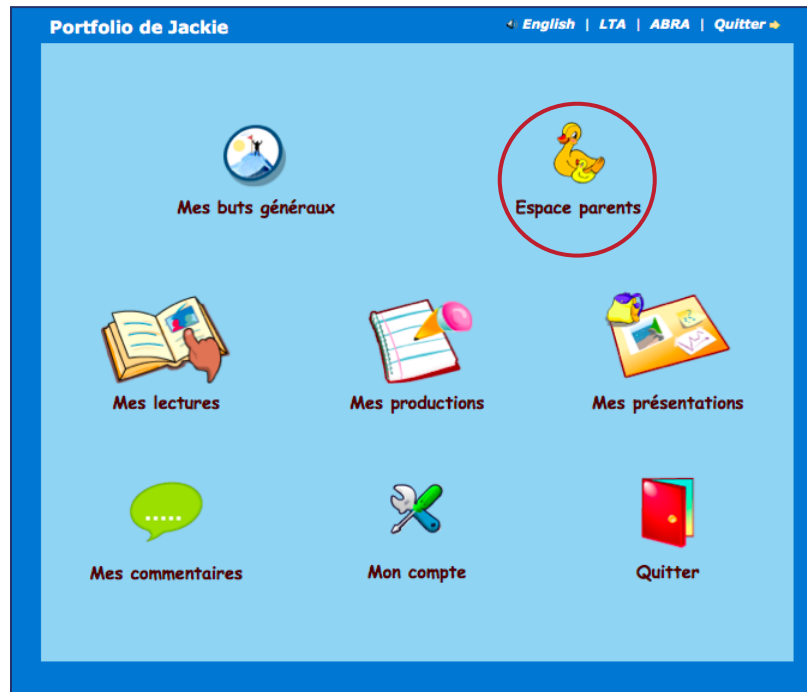 Portfolio de Jackie
English | LTA | ABRA | Quitter
Mes buts généraux
Espace parents
Mes lectures
Mes productions
Mes présentations
.....
Mes commentaires
Mon compte
Quitter